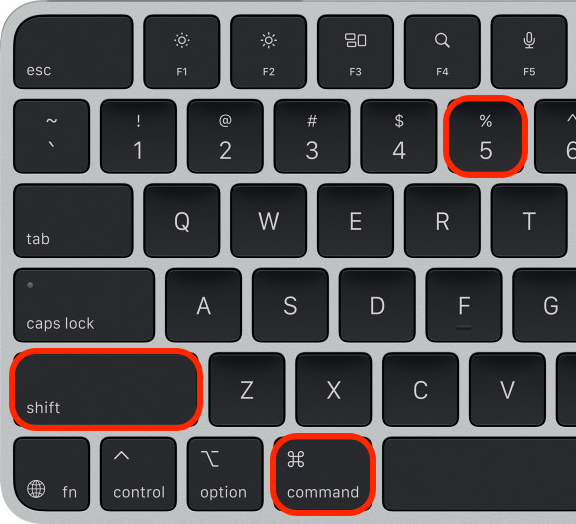 esc F1 F2 F3 F4 F5
~ ! @ # $ % ^
` 1 2 3 4 5 6
tab Q W E R T
caps lock A S D F G
shift Z X C V
fn ^ control ⌥ option ⌘ command